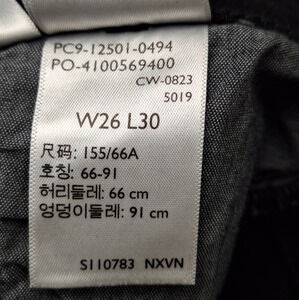 PC9-12501-0494
PO-4100569400
CW-0823
5019
W26 L30
尺码: 155/66A
호칭: 66-91
허리둘레: 66 cm
엉덩이둘레: 91 cm
S110783 NXVN